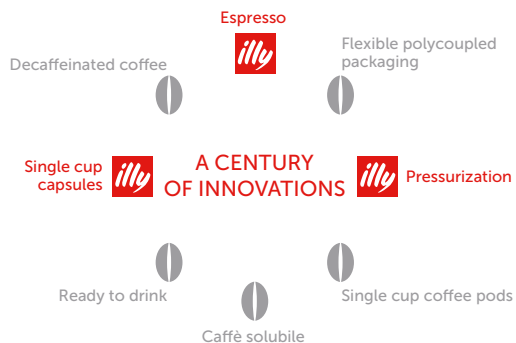 Espresso
illy
Decaffeinated coffee
Flexible polycoupled
packaging
Single cup
capsules
illy
A CENTURY
OF INNOVATIONS
illy
Pressurization
Ready to drink
Single cup coffee pods
Caffè solubile